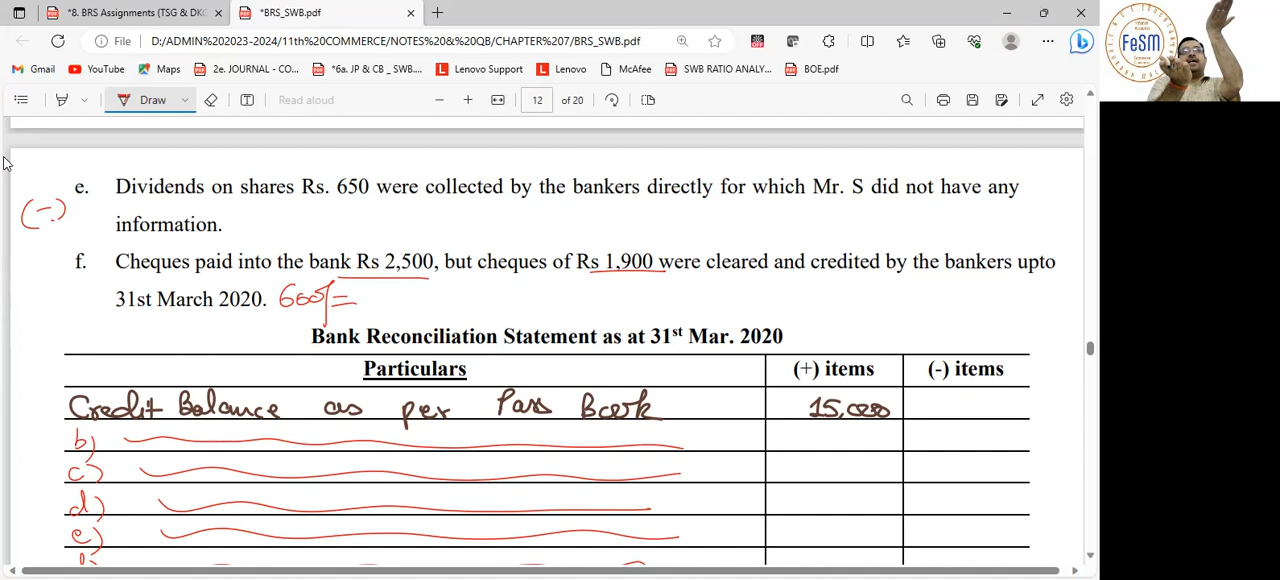 *8. BRS Assignments (TSG & DKG
*BRS_SWB.pdf
File
D:/ADMIN%202023-2024/11th%20COMMERCE/NOTES%20&%20QB/CHAPTER%207/BRS_SWB.pdf
Gmail
YouTube
Maps
2e. JOURNAL - CO...
*6a. JP & CB _ SWB....
Lenovo Support
Lenovo
McAfee
SWB RATIO ANALY...
BOE.pdf
Draw
Read aloud
12
of 20
FeSM
e. Dividends on shares Rs. 650 were collected by the bankers directly for which Mr. S did not have any
(-)
information.
f. Cheques paid into the bank Rs 2,500, but cheques of Rs 1,900 were cleared and credited by the bankers upto
31st March 2020. 600/=
Bank Reconciliation Statement as at 31st Mar. 2020
Particulars (+) items (-) items
Credit Balance as per Pass Book 15,000
b)
c)
d)
e)